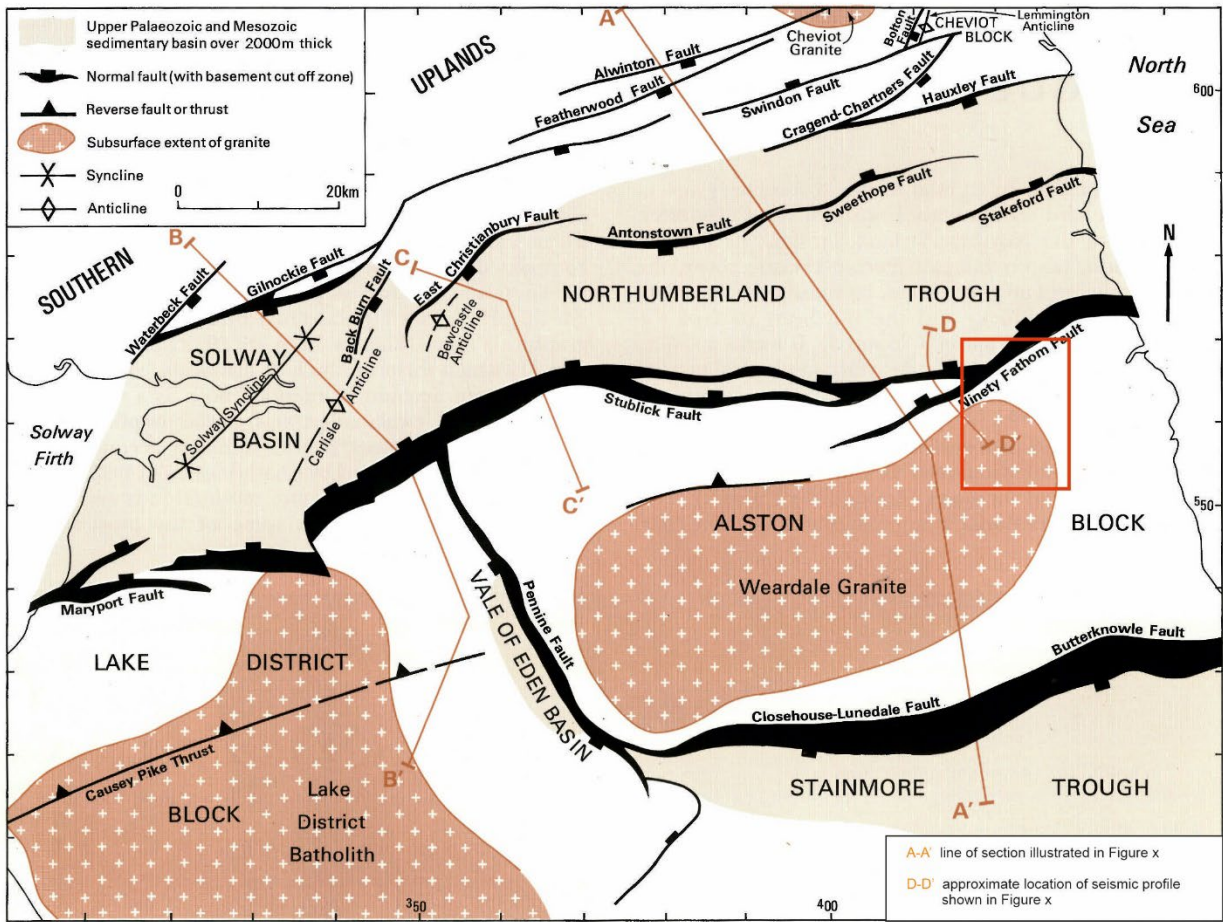 Upper Palaeozoic and Mesozoic
sedimentary basin over 2000m thick
Normal fault (with basement cut off zone)
Reverse fault or thrust
Subsurface extent of granite
Syncline
0 20km
Anticline
A
Cheviot
Granite
Bolton
Fault
CHEVIOT
BLOCK
Lemmington
Anticline
North
Sea
600
UPLANDS
Alwinton Fault
Featherwood Fault
Swindon Fault
Cragend-Chartners Fault
Hauxley Fault
SOUTHERN
B
Waterbeck Fault
Gilnockie Fault
Back Burn Fault
C
East Christianbury Fault
Bewcastle
Anticline
Antonstown Fault
Sweethope Fault
Stakeford Fault
N
NORTHUMBERLAND TROUGH
SOLWAY
BASIN
Solway Syncline
Carlisle Anticline
Solway
Firth
D
Ninety Fathom Fault
Stublick Fault
D'
C'
550
ALSTON BLOCK
Weardale Granite
Maryport Fault
LAKE DISTRICT
VALE OF EDEN BASIN
Pennine Fault
Butterknowle Fault
Closehouse-Lunedale Fault
Causey Pike Thrust
B'
BLOCK
Lake
District
Batholith
STAINMORE TROUGH
A'
A-A' line of section illustrated in Figure x
D-D' approximate location of seismic profile
shown in Figure x
350
400